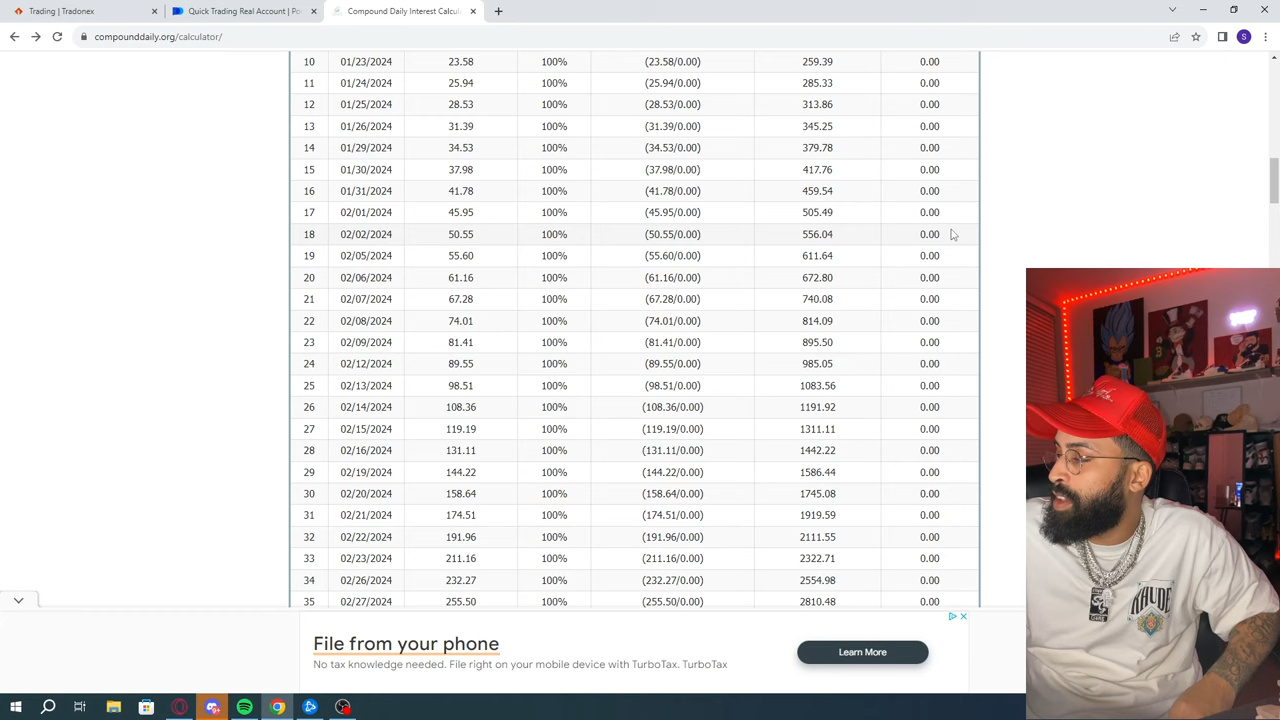 Trading | Tradonex
Quick Trading Real Account | Po
Compound Daily Interest Calcul
compounddaily.org/calculator/
S
10 01/23/2024 23.58 100% (23.58/0.00) 259.39 0.00
11 01/24/2024 25.94 100% (25.94/0.00) 285.33 0.00
12 01/25/2024 28.53 100% (28.53/0.00) 313.86 0.00
13 01/26/2024 31.39 100% (31.39/0.00) 345.25 0.00
14 01/29/2024 34.53 100% (34.53/0.00) 379.78 0.00
15 01/30/2024 37.98 100% (37.98/0.00) 417.76 0.00
16 01/31/2024 41.78 100% (41.78/0.00) 459.54 0.00
17 02/01/2024 45.95 100% (45.95/0.00) 505.49 0.00
18 02/02/2024 50.55 100% (50.55/0.00) 556.04 0.00
19 02/05/2024 55.60 100% (55.60/0.00) 611.64 0.00
20 02/06/2024 61.16 100% (61.16/0.00) 672.80 0.00
21 02/07/2024 67.28 100% (67.28/0.00) 740.08 0.00
22 02/08/2024 74.01 100% (74.01/0.00) 814.09 0.00
23 02/09/2024 81.41 100% (81.41/0.00) 895.50 0.00
24 02/12/2024 89.55 100% (89.55/0.00) 985.05 0.00
25 02/13/2024 98.51 100% (98.51/0.00) 1083.56 0.00
26 02/14/2024 108.36 100% (108.36/0.00) 1191.92 0.00
27 02/15/2024 119.19 100% (119.19/0.00) 1311.11 0.00
28 02/16/2024 131.11 100% (131.11/0.00) 1442.22 0.00
29 02/19/2024 144.22 100% (144.22/0.00) 1586.44 0.00
30 02/20/2024 158.64 100% (158.64/0.00) 1745.08 0.00
31 02/21/2024 174.51 100% (174.51/0.00) 1919.59 0.00
32 02/22/2024 191.96 100% (191.96/0.00) 2111.55 0.00
33 02/23/2024 211.16 100% (211.16/0.00) 2322.71 0.00
34 02/26/2024 232.27 100% (232.27/0.00) 2554.98 0.00
35 02/27/2024 255.50 100% (255.50/0.00) 2810.48 0.00
File from your phone
No tax knowledge needed. File right on your mobile device with TurboTax. TurboTax
Learn More